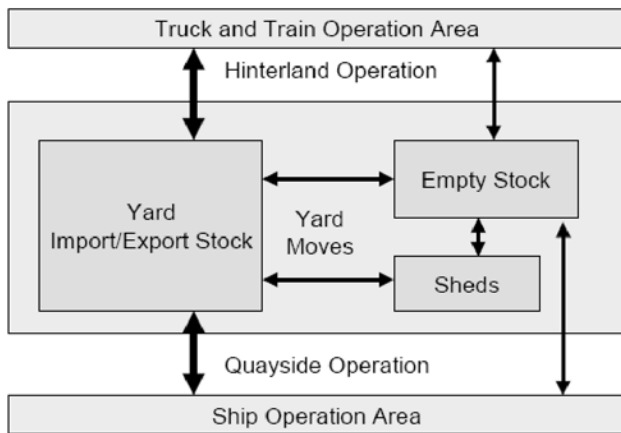 Truck and Train Operation Area
Hinterland Operation
Yard
Import/Export Stock
Yard
Moves
Empty Stock
Sheds
Quayside Operation
Ship Operation Area